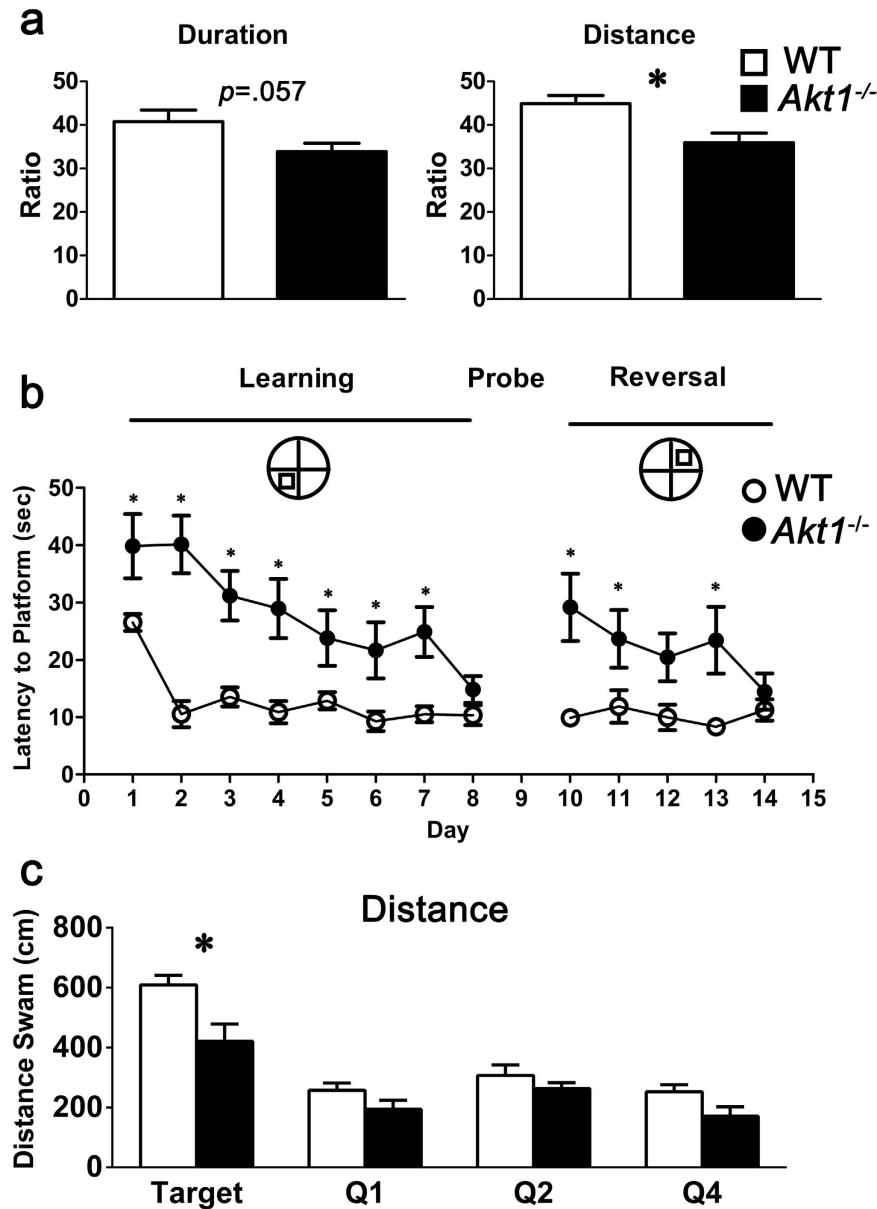 a
Duration
Distance
WT
Akt1-/-
p=.057
*
Ratio
50
40
30
20
10
0
Ratio
50
40
30
20
10
0
b
Learning
Probe
Reversal
WT
Akt1-/-
Latency to Platform (sec)
50
40
30
20
10
0
* * * * * * * * * *
0 1 2 3 4 5 6 7 8 9 10 11 12 13 14 15
Day
c
Distance
Distance Swam (cm)
800
600
400
200
0
*
Target Q1 Q2 Q4